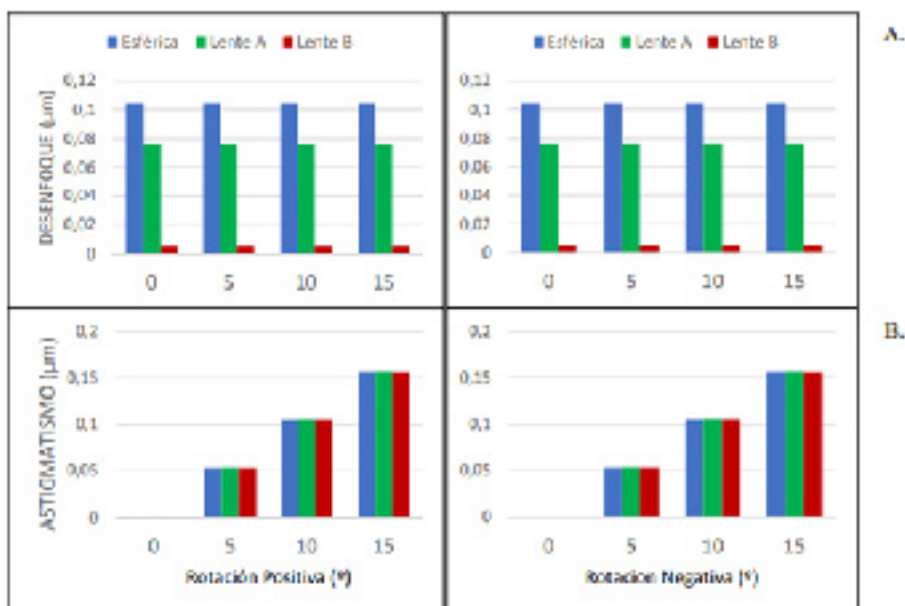 Esférica Lente A Lente B
Esférica Lente A Lente B
A.
DESENFOQUE (µm)
0,12
0,1
0,08
0,06
0,04
0,02
0
0 5 10 15
0,12
0,1
0,08
0,06
0,04
0,02
0
0 5 10 15
B.
ASTIGMATISMO (µm)
0,2
0,15
0,1
0,05
0
0 5 10 15
Rotación Positiva (º)
0,2
0,15
0,1
0,05
0
0 5 10 15
Rotacion Negativa (º)